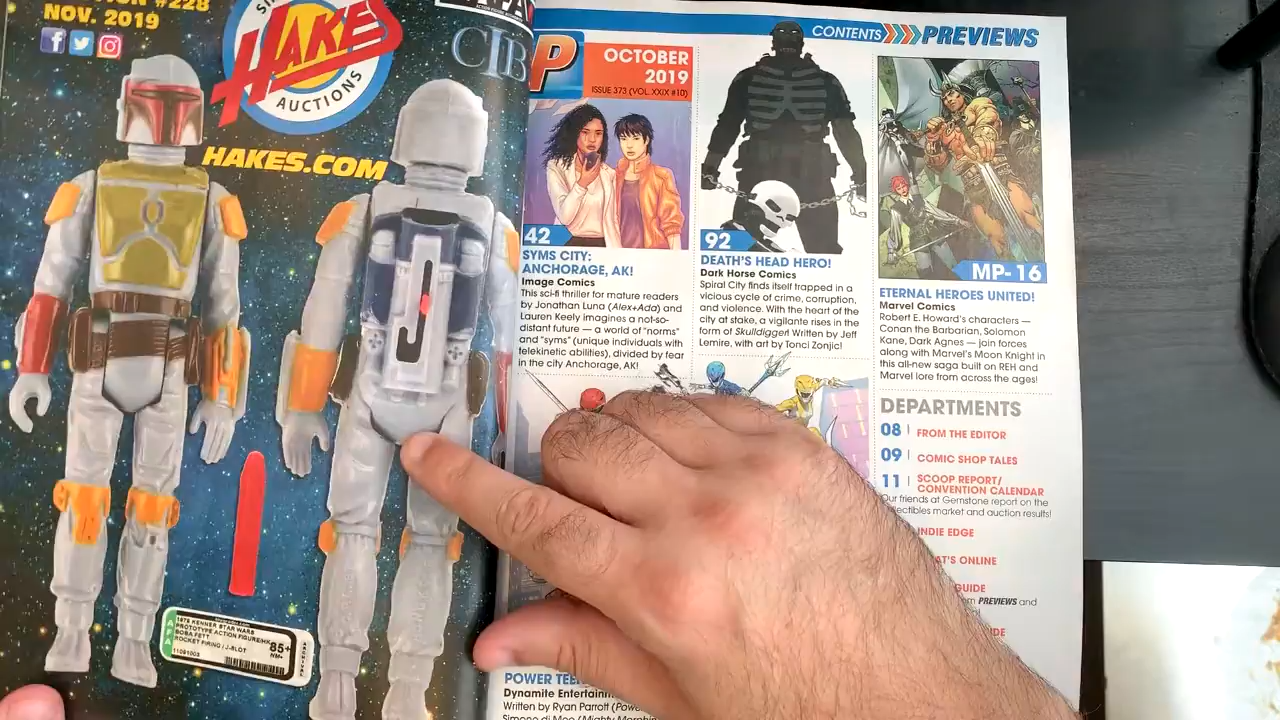 #228
NOV. 2019
HAKE'S
AUCTIONS
HAKES.COM
CIB
1979 KENNER STAR WARS
PROTOTYPE ACTION FIGURE/HK
BOBA FETT
ROCKET FIRING / J-SLOT
85+
NM+
11091003
ARCHIVAL
CONTENTS
PREVIEWS
P
OCTOBER
2019
ISSUE 373 (VOL. XXIX #10)
42
SYMS CITY:
ANCHORAGE, AK!
Image Comics
This sci-fi thriller for mature readers
by Jonathan Luna (Alex+Ada) and
Lauren Keely imagines a not-so-
distant future — a world of "norms"
and "syms" (unique individuals with
telekinetic abilities), divided by fear
in the city Anchorage, AK!
92
DEATH'S HEAD HERO!
Dark Horse Comics
Spiral City finds itself trapped in a
vicious cycle of crime, corruption,
and violence. With the heart of the
city at stake, a vigilante rises in the
form of Skulldigger! Written by Jeff
Lemire, with art by Tonci Zonjic!
MP-16
ETERNAL HEROES UNITED!
Marvel Comics
Robert E. Howard's characters —
Conan the Barbarian, Solomon
Kane, Dark Agnes — join forces
along with Marvel's Moon Knight in
this all-new saga built on REH and
Marvel lore from across the ages!
DEPARTMENTS
08 FROM THE EDITOR
09 COMIC SHOP TALES
11 SCOOP REPORT/
CONVENTION CALENDAR
Our friends at Gemstone report on the
market and auction results!
INDIE EDGE
ONLINE
GUIDE
PREVIEWS and
POWER
Dynamite
Written by Ryan Parrott